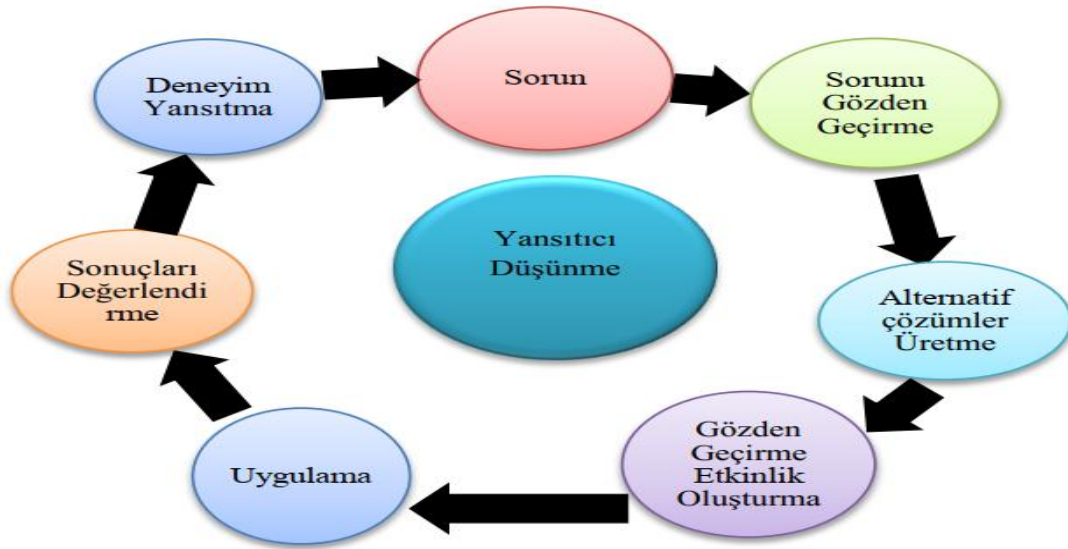 Deneyim
Yansıtma
Sorun
Sorunu
Gözden
Geçirme
Yansıtıcı
Düşünme
Sonuçları
Değerlendi
rme
Alternatif
çözümler
Üretme
Uygulama
Gözden
Geçirme
Etkinlik
Oluşturma